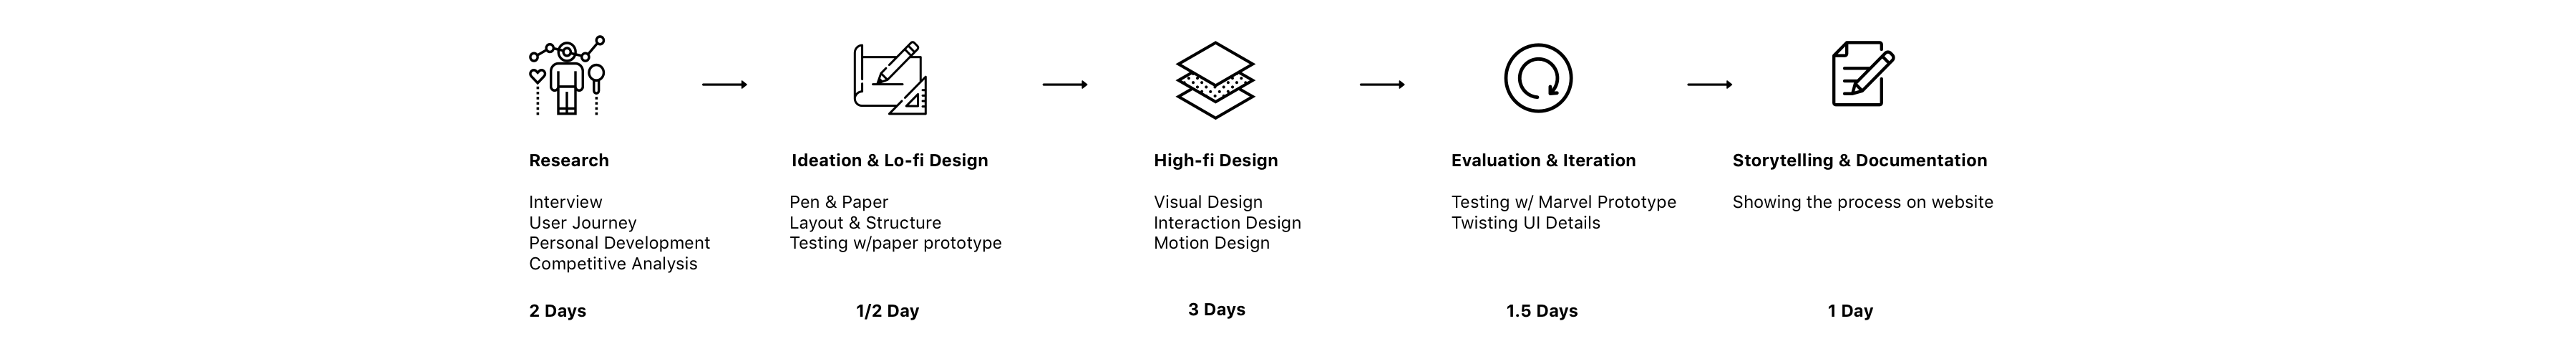 Research
Interview
User Journey
Personal Development
Competitive Analysis
2 Days
Ideation & Lo-fi Design
Pen & Paper
Layout & Structure
Testing w/paper prototype
1/2 Day
High-fi Design
Visual Design
Interaction Design
Motion Design
3 Days
Evaluation & Iteration
Testing w/ Marvel Prototype
Twisting UI Details
1.5 Days
Storytelling & Documentation
Showing the process on website
1 Day